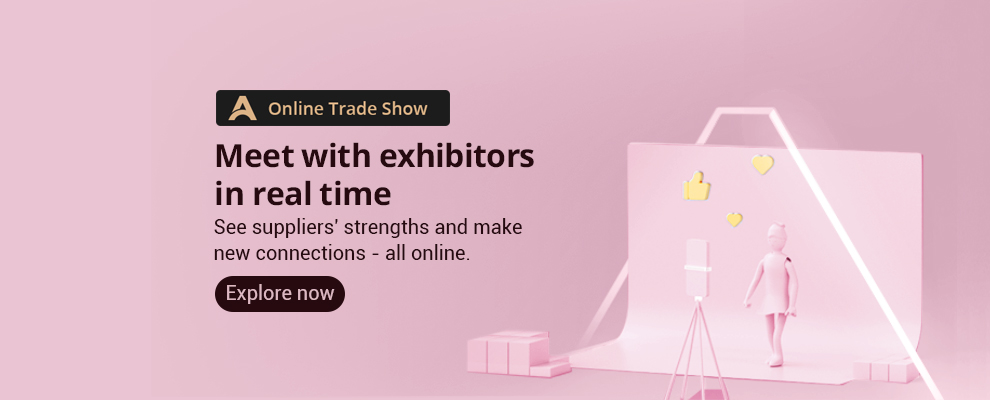 Online Trade Show
Meet with exhibitors
in real time
See suppliers' strengths and make
new connections - all online.
Explore now